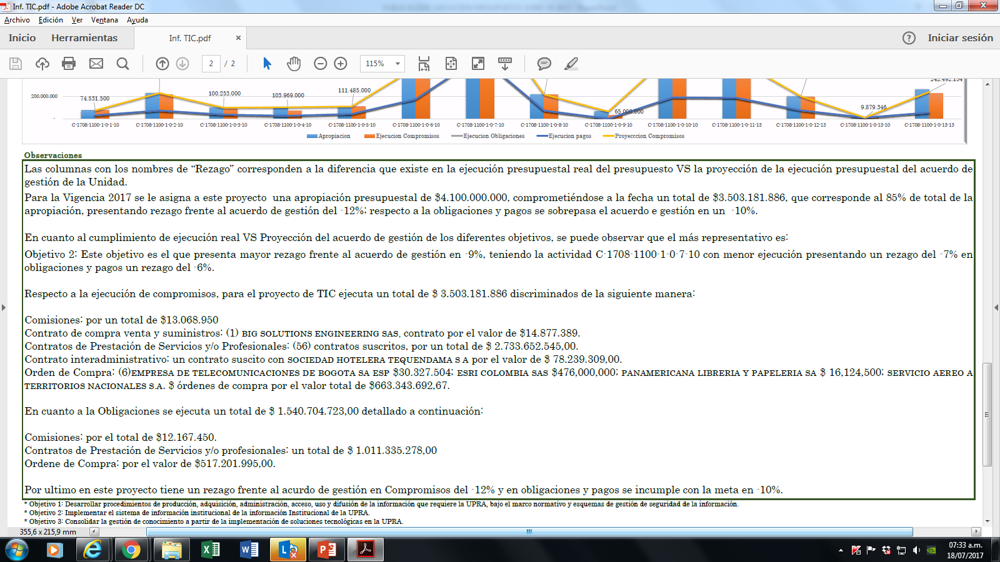 Inf. TIC.pdf - Adobe Acrobat Reader DC
Archivo Edición Ver Ventana Ayuda
Inicio Herramientas Inf. TIC.pdf × ? Iniciar sesión
2 / 2 115%
200.000.000 74.531.500 100.253.000 103.969.000 111.485.000 65.000.000 9.879.346 242.492.154
-
C-1708-1100-1-0-1-10 C-1708-1100-1-0-2-10 C-1708-1100-1-0-3-10 C-1708-1100-1-0-4-10 C-1708-1100-1-0-5-10 C-1708-1100-1-0-6-10 C-1708-1100-1-0-7-10 C-1708-1100-1-0-8-10 C-1708-1100-1-0-9-10 C-1708-1100-1-0-10-10 C-1708-1100-1-0-11-13 C-1708-1100-1-0-12-13 C-1708-1100-1-0-13-10 C-1708-1100-1-0-13-13
Apropiacion Ejecucion Compromisos Ejecucion Obligaciones Ejecucion pagos Proyeccion Compromisos
Observaciones
Las columnas con los nombres de “Rezago” corresponden a la diferencia que existe en la ejecución presupuestal real del presupuesto VS la proyección de la ejecución presupuestal del acuerdo de
gestión de la Unidad.
Para la Vigencia 2017 se le asigna a este proyecto una apropiación presupuestal de $4.100.000.000, comprometiéndose a la fecha un total de $3.503.181.886, que corresponde al 85% de total de la
apropiación, presentando rezago frente al acuerdo de gestión del -12%; respecto a la obligaciones y pagos se sobrepasa el acuerdo e gestión en un -10%.
En cuanto al cumplimiento de ejecución real VS Proyección del acuerdo de gestión de los diferentes objetivos, se puede observar que el más representativo es:
Objetivo 2: Este objetivo es el que presenta mayor rezago frente al acuerdo de gestión en -9%, teniendo la actividad C-1708-1100-1-0-7-10 con menor ejecución presentando un rezago del -7% en
obligaciones y pagos un rezago del -6%.
Respecto a la ejecución de compromisos, para el proyecto de TIC ejecuta un total de $ 3.503.181.886 discriminados de la siguiente manera:
Comisiones: por un total de $13.068.950
Contrato de compra venta y suministros: (1) BIG SOLUTIONS ENGINEERING SAS, contrato por el valor de $14.877.389.
Contratos de Prestación de Servicios y/o Profesionales: (56) contratos suscritos, por un total de $ 2.733.652.545,00.
Contrato interadministrativo: un contrato suscito con SOCIEDAD HOTELERA TEQUENDAMA S A por el valor de $ 78.239.309,00.
Orden de Compra: (6)EMPRESA DE TELECOMUNICACIONES DE BOGOTA SA ESP $30.327.504; ESRI COLOMBIA SAS $476,000,000; PANAMERICANA LIBRERIA Y PAPELERIA SA $ 16,124,500; SERVICIO AEREO A
TERRITORIOS NACIONALES S.A. $ órdenes de compra por el valor total de $663.343.692,67.
En cuanto a la Obligaciones se ejecuta un total de $ 1.540.704.723,00 detallado a continuación:
Comisiones: por el total de $12.167.450.
Contratos de Prestación de Servicios y/o profesionales: un total de $ 1.011.335.278,00
Ordene de Compra: por el valor de $517.201.995,00.
Por ultimo en este proyecto tiene un rezago frente al acurdo de gestión en Compromisos del -12% y en obligaciones y pagos se incumple con la meta en -10%.
* Objetivo 1: Desarrollar procedimientos de producción, adquisición, administración, acceso, uso y difusión de la información que requiere la UPRA, bajo el marco normativo y esquemas de gestión de seguridad de la información.
* Objetivo 2: Implementar el sistema de información institucional de la información Institucional de la UPRA.
* Objetivo 3: Consolidar la gestión de conocimiento a partir de la implementación de soluciones tecnológicas en la UPRA.
355,6 x 215,9 mm
07:33 a.m.
18/07/2017